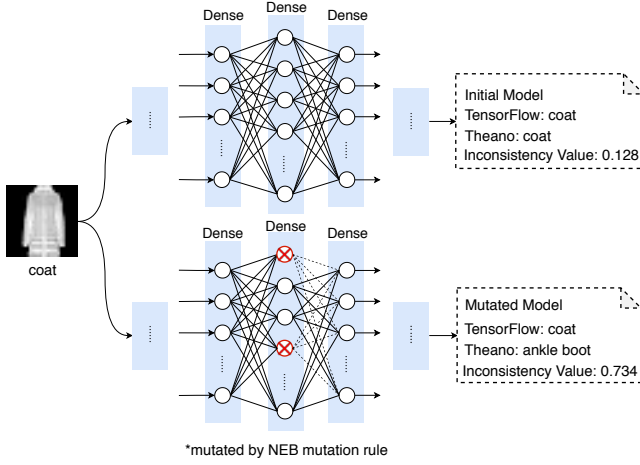 Dense
Dense
Dense
Initial Model
TensorFlow: coat
Theano: coat
Inconsistency Value: 0.128
coat
Dense
Dense
Dense
Mutated Model
TensorFlow: coat
Theano: ankle boot
Inconsistency Value: 0.734
*mutated by NEB mutation rule